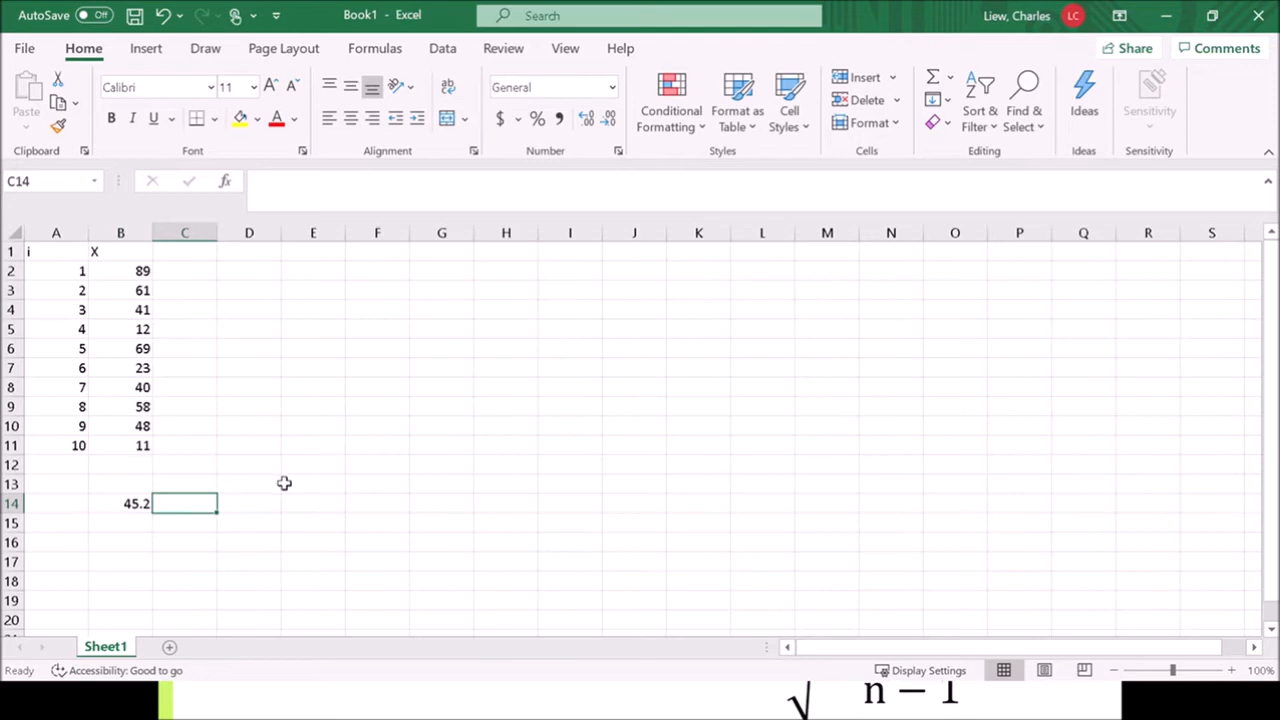 AutoSave Off Book1 - Excel Search Liew, Charles LC
File Home Insert Draw Page Layout Formulas Data Review View Help Share Comments
Paste Calibri 11 General Conditional Formatting Format as Table Cell Styles Insert Delete Format Sort & Filter Find & Select Ideas Sensitivity
Clipboard Font Alignment Number Styles Cells Editing Ideas Sensitivity
C14 fx
A B C D E F G H I J K L M N O P Q R S
1 i X
2 1 89
3 2 61
4 3 41
5 4 12
6 5 69
7 6 23
8 7 40
9 8 58
10 9 48
11 10 11
12
13
14 45.2
15
16
17
18
19
20
Sheet1
Ready Accessibility: Good to go Display Settings 100%
√ n − 1